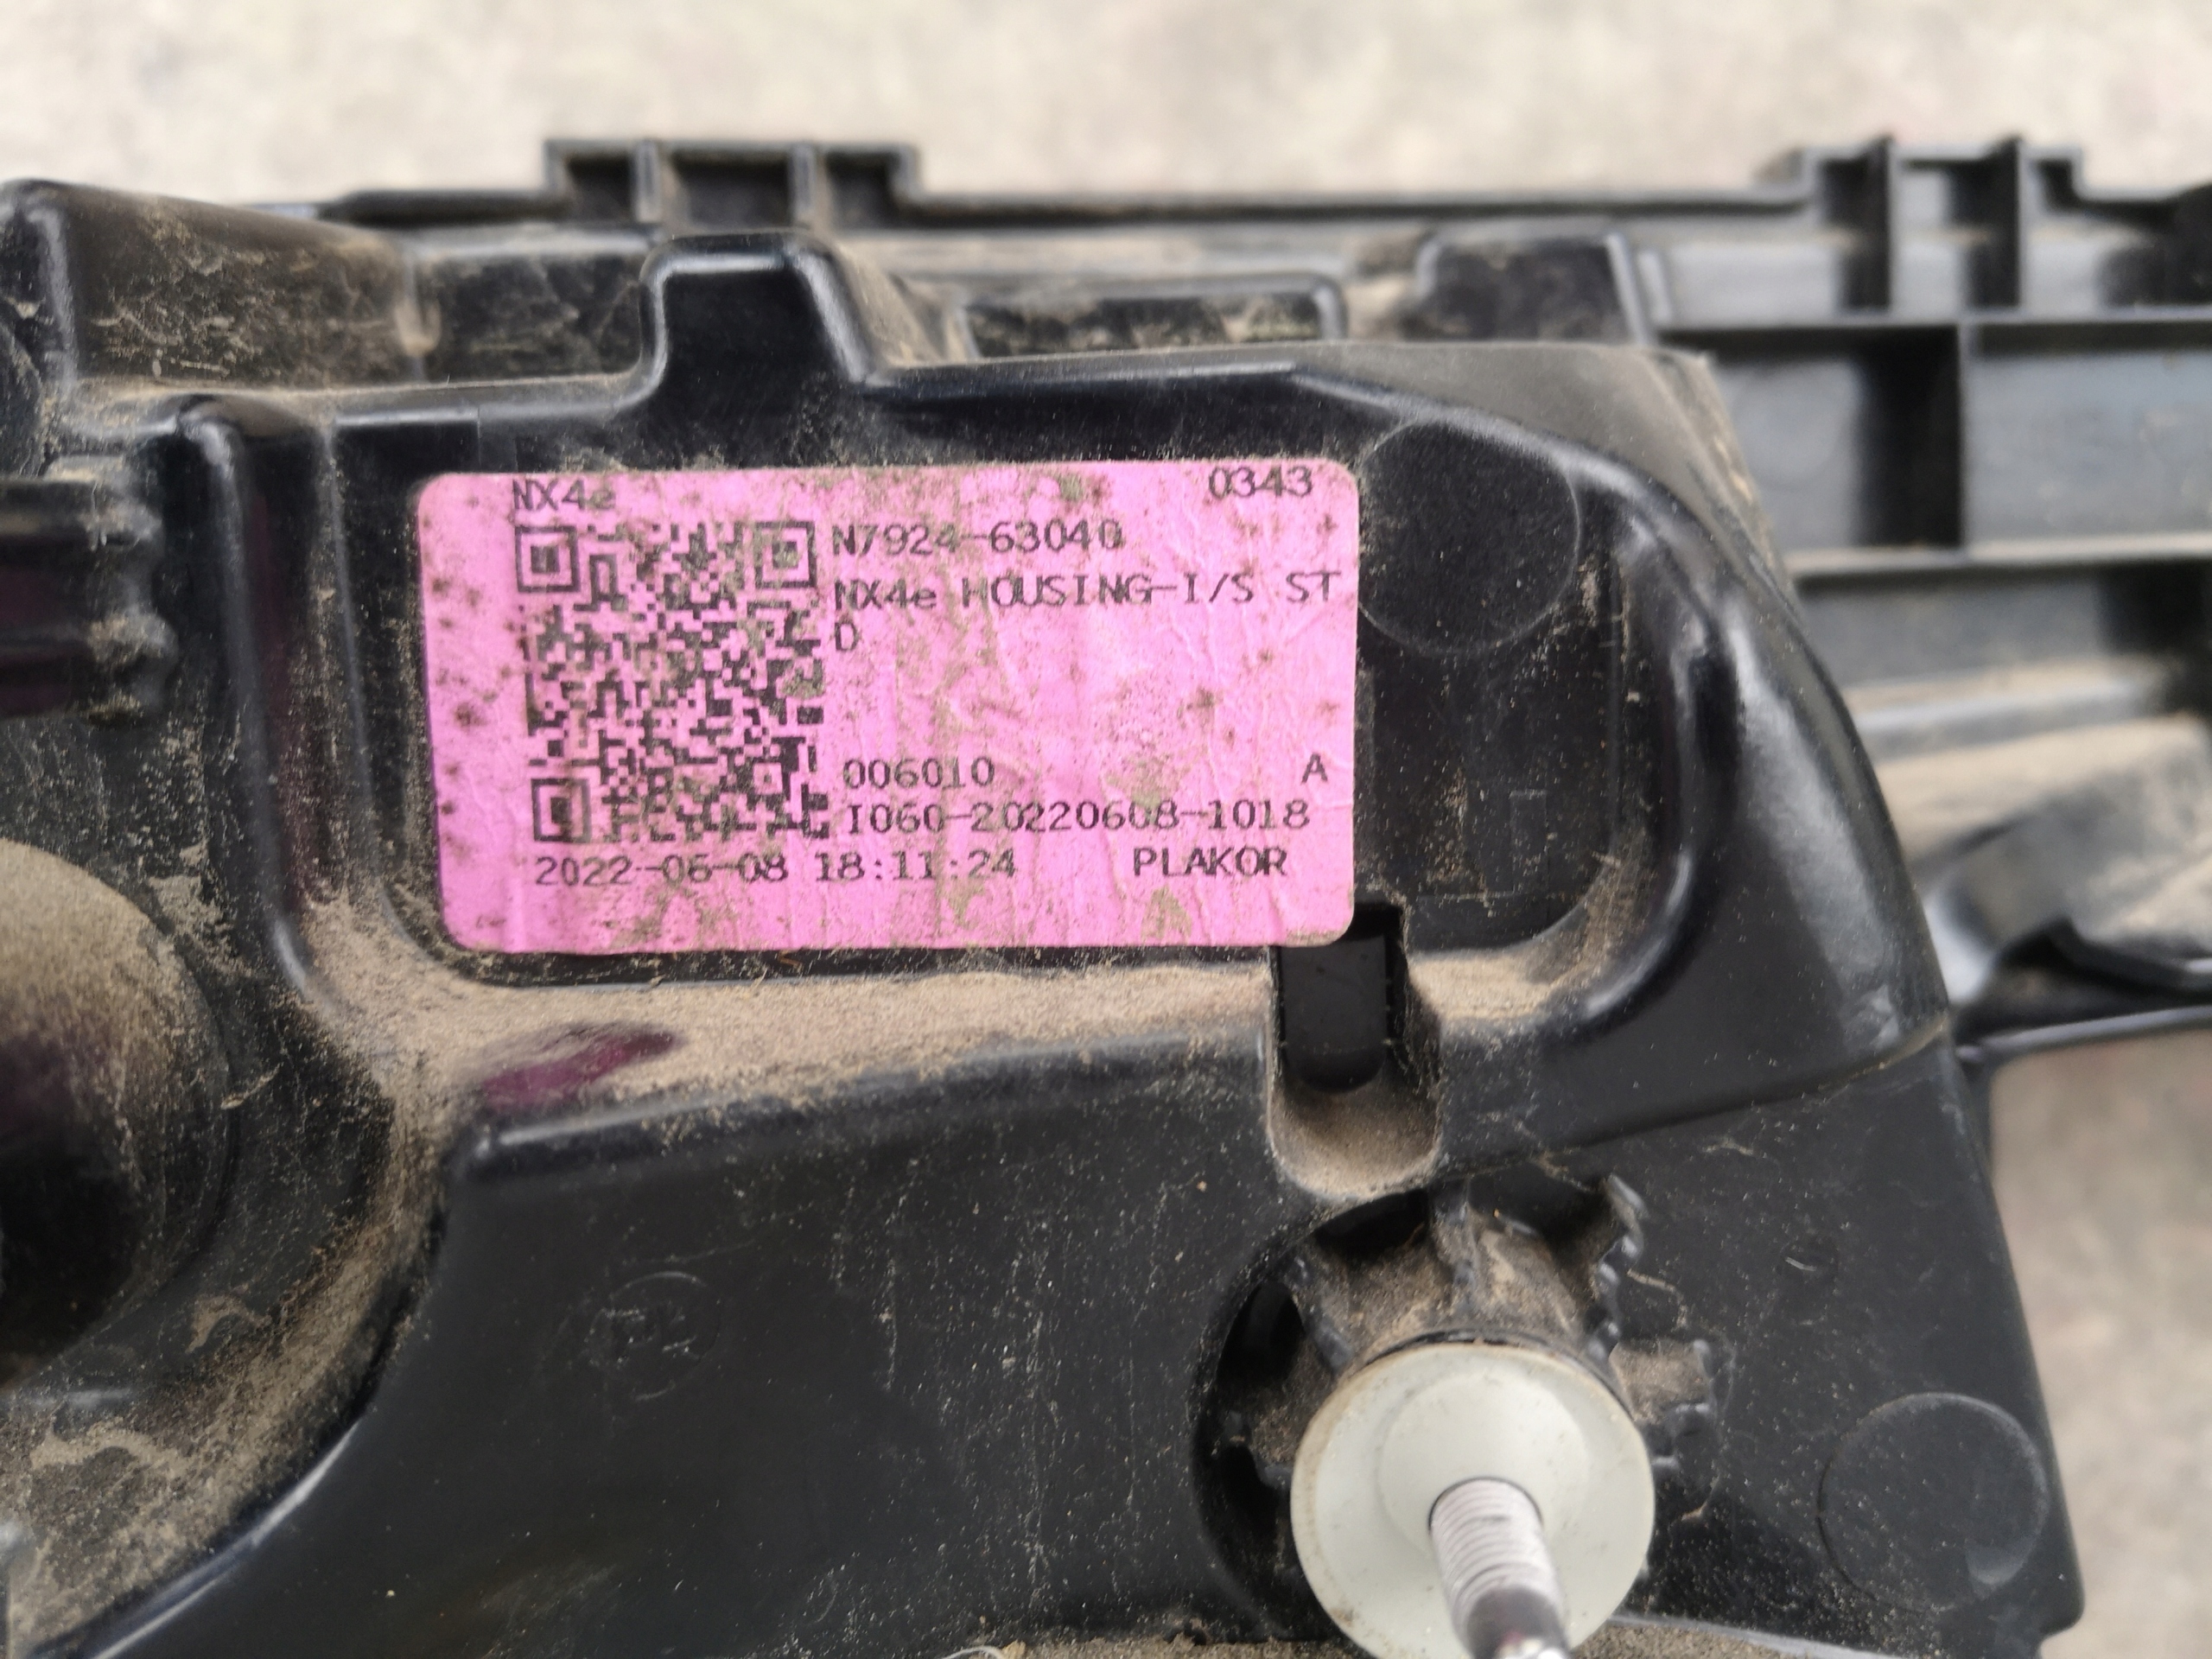 NX4e 0343
N7924-63040
NX4e HOUSING-I/S ST
D
006010 A
I060-20220608-1018
2022-06-08 18:11:24 PLAKOR